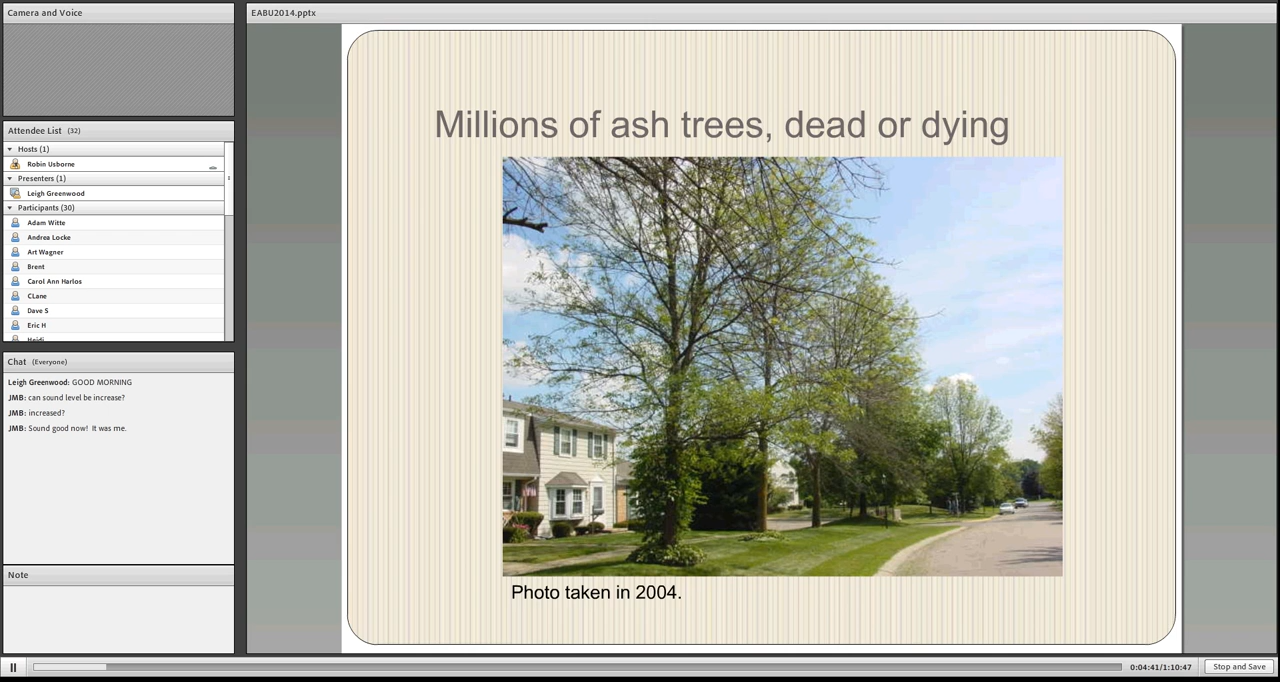 Camera and Voice
EABU2014.pptx
Attendee List (32)
Hosts (1)
Robin Usborne
Presenters (1)
Leigh Greenwood
Participants (30)
Adam Witte
Andrea Locke
Art Wagner
Brent
Carol Ann Harlos
CLane
Dave S
Eric H
Heidi
Chat (Everyone)
Leigh Greenwood: GOOD MORNING
JMB: can sound level be increase?
JMB: increased?
JMB: Sound good now! It was me.
Note
Millions of ash trees, dead or dying
Photo taken in 2004.
0:04:41/1:10:47
Stop and Save